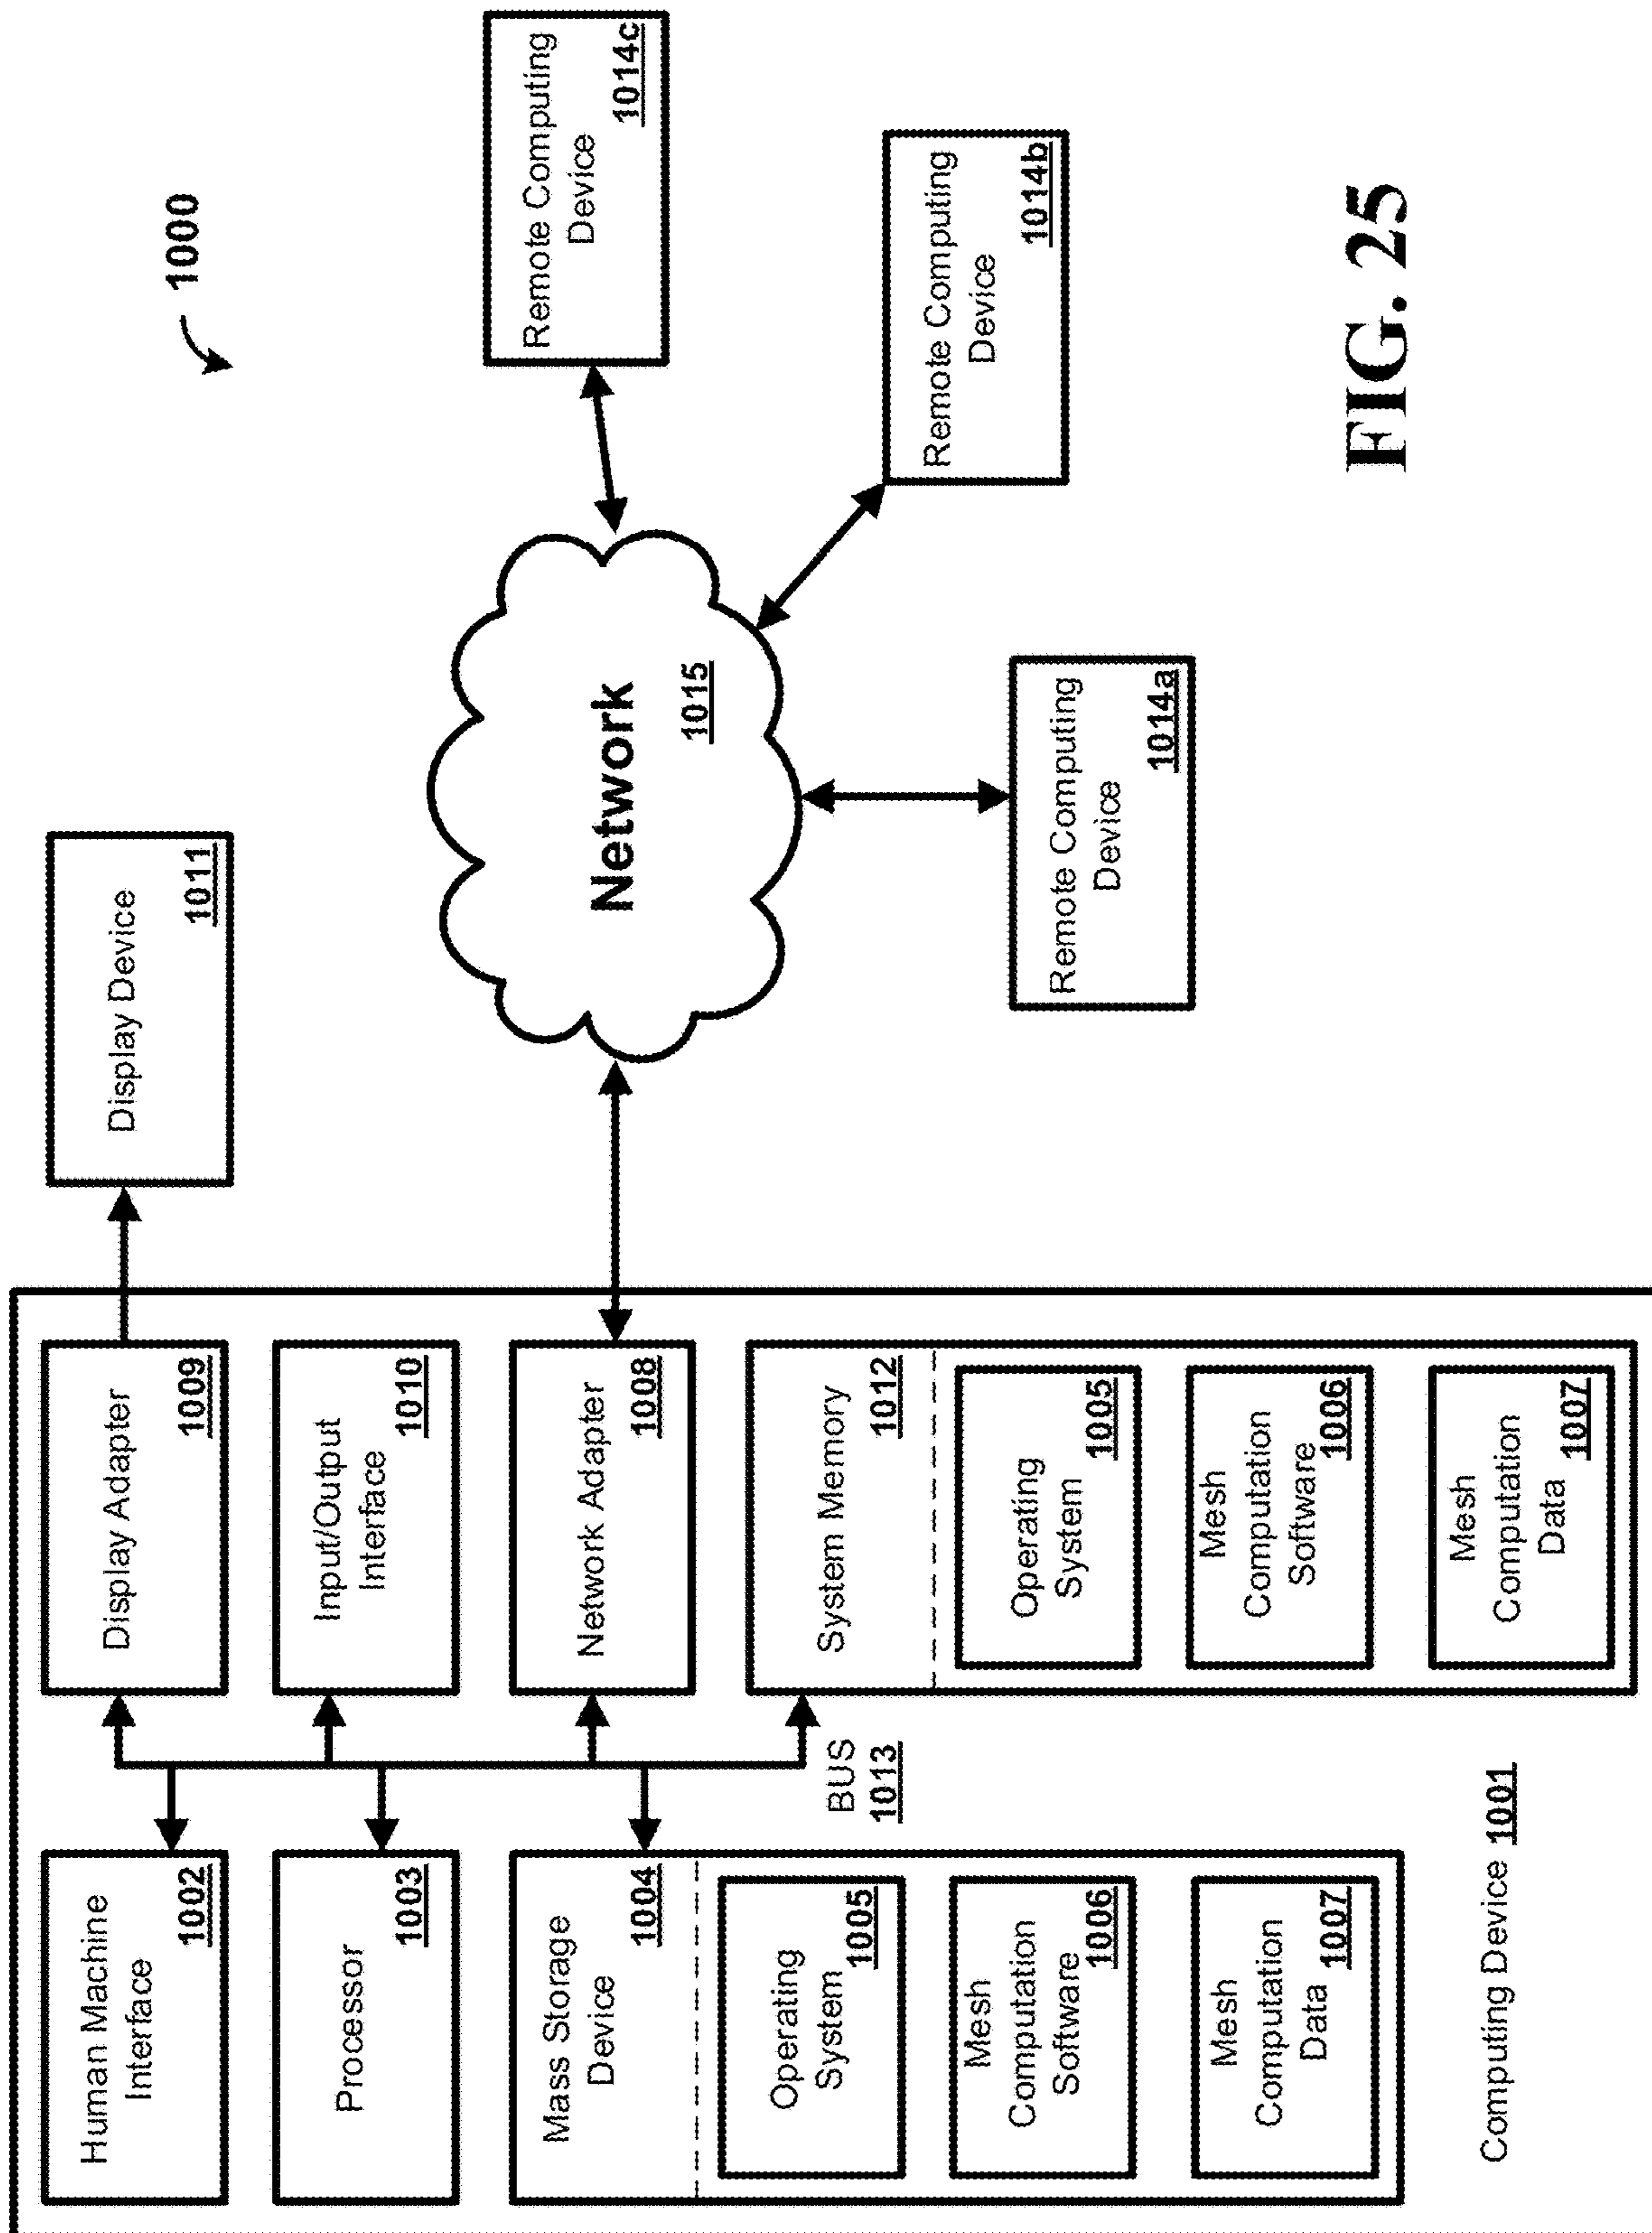 1000
Human Machine
Interface
1002
Processor
1003
Mass Storage
Device
1004
Operating
System
1005
Mesh
Computation
Software
1006
Mesh
Computation
Data
1007
Computing Device 1001
BUS
1013
Display Adapter
1009
Input/Output
Interface
1010
Network Adapter
1008
System Memory
1012
Operating
System
1005
Mesh
Computation
Software
1006
Mesh
Computation
Data
1007
Display Device
1011
Network
1015
Remote Computing
Device
1014a
Remote Computing
Device
1014b
Remote Computing
Device
1014c
FIG. 25